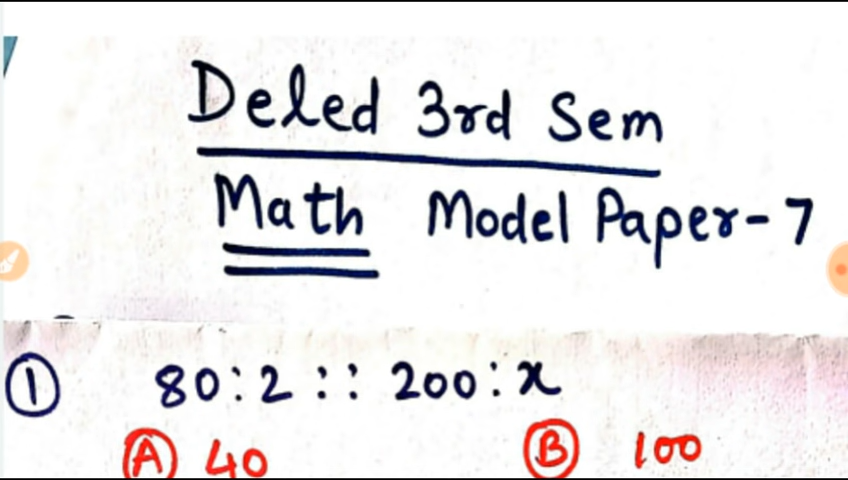 Deled 3rd Sem
Math Model Paper-7
① 80:2 :: 200:x
Ⓐ 40 Ⓑ 100